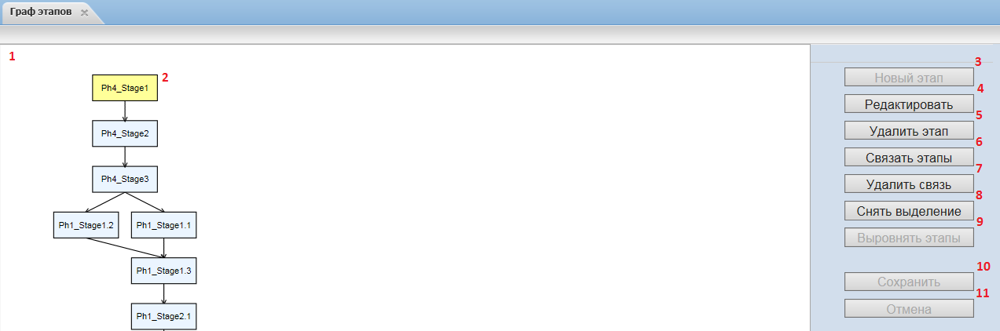 Граф этапов
1
Ph4_Stage1
2
Ph4_Stage2
Ph4_Stage3
Ph1_Stage1.2
Ph1_Stage1.1
Ph1_Stage1.3
Ph1_Stage2.1
3
Новый этап
4
Редактировать
5
Удалить этап
6
Связать этапы
7
Удалить связь
8
Снять выделение
9
Выровнять этапы
10
Сохранить
11
Отмена